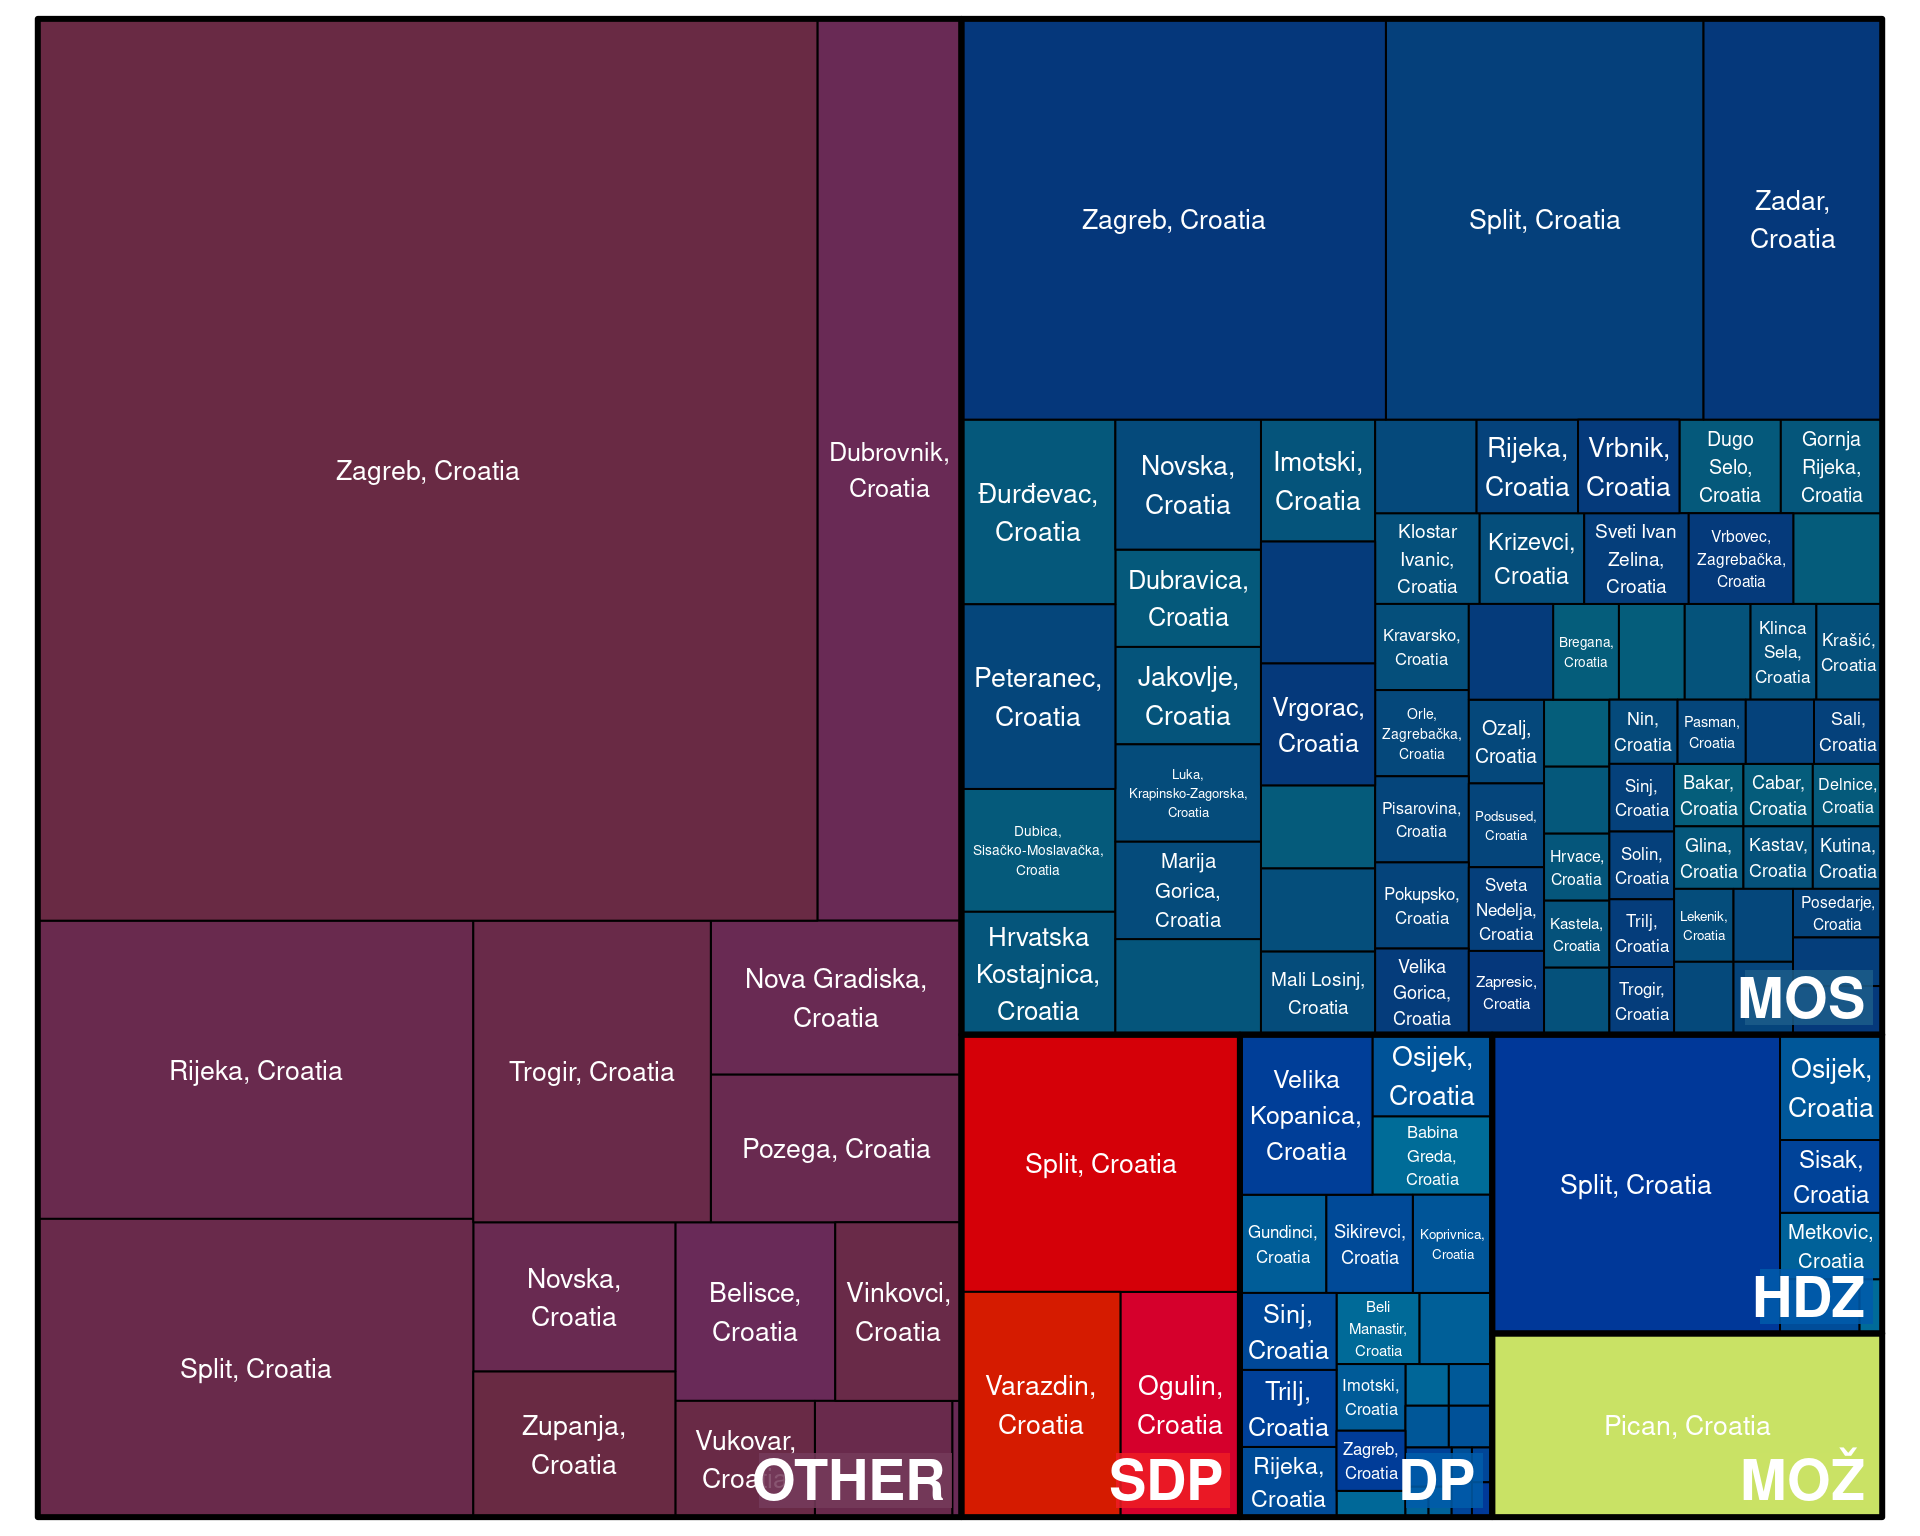 Zagreb, Croatia
Dubrovnik,
Croatia
Rijeka, Croatia
Trogir, Croatia
Nova Gradiska,
Croatia
Pozega, Croatia
Split, Croatia
Novska,
Croatia
Zupanja,
Croatia
Belisce,
Croatia
Vinkovci,
Croatia
Vukovar,
Croatia
OTHER
Zagreb, Croatia
Split, Croatia
Zadar,
Croatia
Đurđevac,
Croatia
Peteranec,
Croatia
Dubica,
Sisačko-Moslavačka,
Croatia
Hrvatska
Kostajnica,
Croatia
Novska,
Croatia
Dubravica,
Croatia
Jakovlje,
Croatia
Luka,
Krapinsko-Zagorska,
Croatia
Marija
Gorica,
Croatia
Imotski,
Croatia
Vrgorac,
Croatia
Mali Losinj,
Croatia
Rijeka,
Croatia
Vrbnik,
Croatia
Dugo
Selo,
Croatia
Gornja
Rijeka,
Croatia
Klostar
Ivanic,
Croatia
Krizevci,
Croatia
Sveti Ivan
Zelina,
Croatia
Vrbovec,
Zagrebačka,
Croatia
Kravarsko,
Croatia
Orle,
Zagrebačka,
Croatia
Pisarovina,
Croatia
Pokupsko,
Croatia
Velika
Gorica,
Croatia
Bregana,
Croatia
Klinca
Sela,
Croatia
Krašić,
Croatia
Ozalj,
Croatia
Podsused,
Croatia
Sveta
Nedelja,
Croatia
Zapresic,
Croatia
Hrvace,
Croatia
Kastela,
Croatia
Nin,
Croatia
Pasman,
Croatia
Sali,
Croatia
Sinj,
Croatia
Solin,
Croatia
Trilj,
Croatia
Trogir,
Croatia
Bakar,
Croatia
Cabar,
Croatia
Delnice,
Croatia
Glina,
Croatia
Kastav,
Croatia
Kutina,
Croatia
Lekenik,
Croatia
Posedarje,
Croatia
MOS
Split, Croatia
Varazdin,
Croatia
Ogulin,
Croatia
SDP
Velika
Kopanica,
Croatia
Osijek,
Croatia
Babina
Greda,
Croatia
Gundinci,
Croatia
Sikirevci,
Croatia
Koprivnica,
Croatia
Sinj,
Croatia
Trilj,
Croatia
Rijeka,
Croatia
Beli
Manastir,
Croatia
Imotski,
Croatia
Zagreb,
Croatia
DP
Split, Croatia
Osijek,
Croatia
Sisak,
Croatia
Metkovic,
Croatia
HDZ
Pican, Croatia
MOŽ